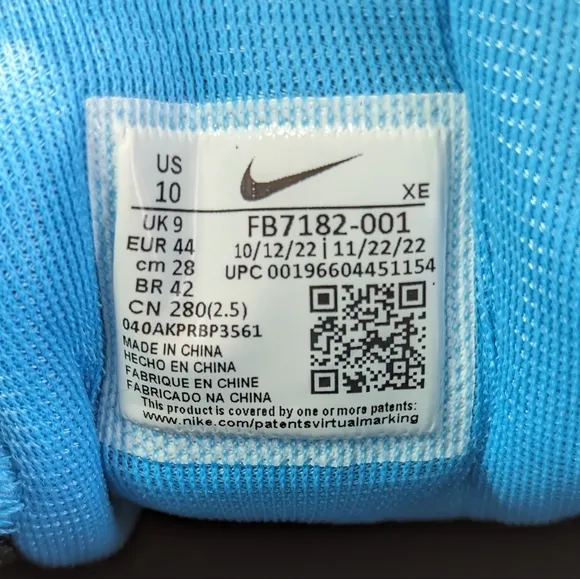 US
10
XE
UK 9
EUR 44
cm 28
BR 42
CN 280(2.5)
FB7182-001
10/12/22 | 11/22/22
UPC 00196604451154
040AKPRBP3561
MADE IN CHINA
HECHO EN CHINA
FABRIQUE EN CHINE
FABRICADO NA CHINA
This product is covered by one or more patents:
www.nike.com/patentsvirtualmarking